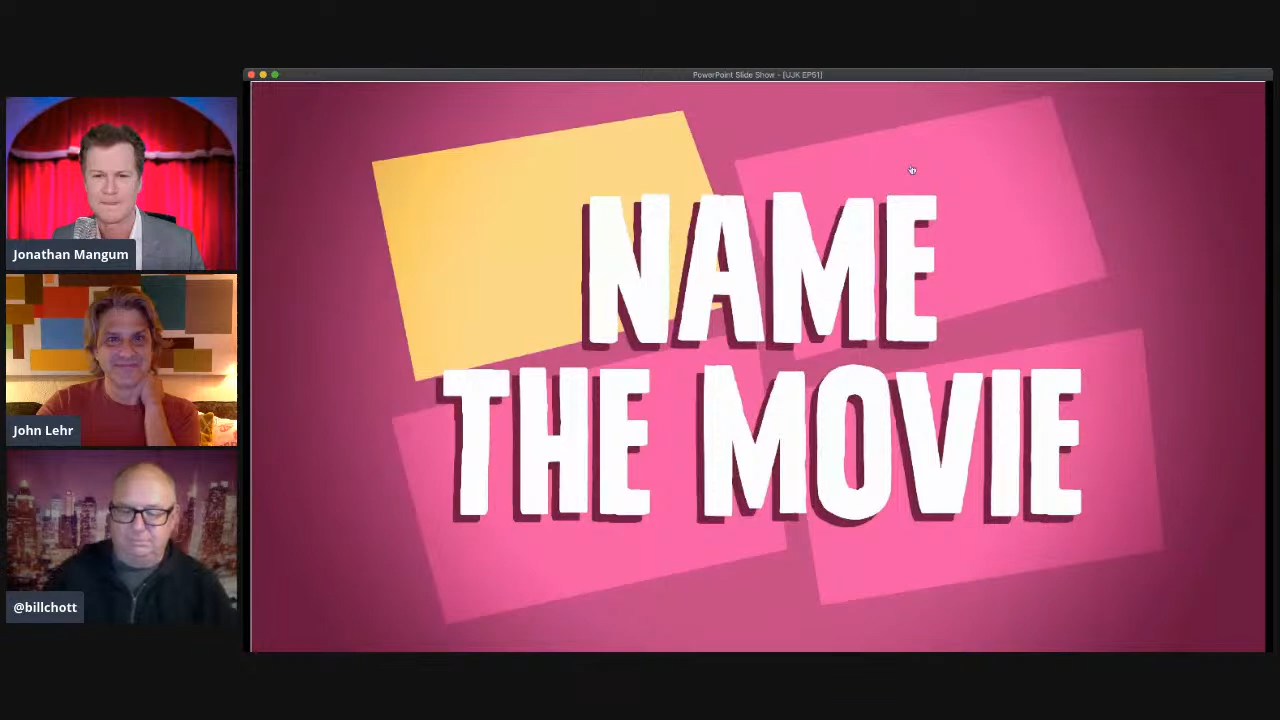 PowerPoint Slide Show - [UJK EP51]
Jonathan Mangum
John Lehr
@billchott
NAME
THE MOVIE